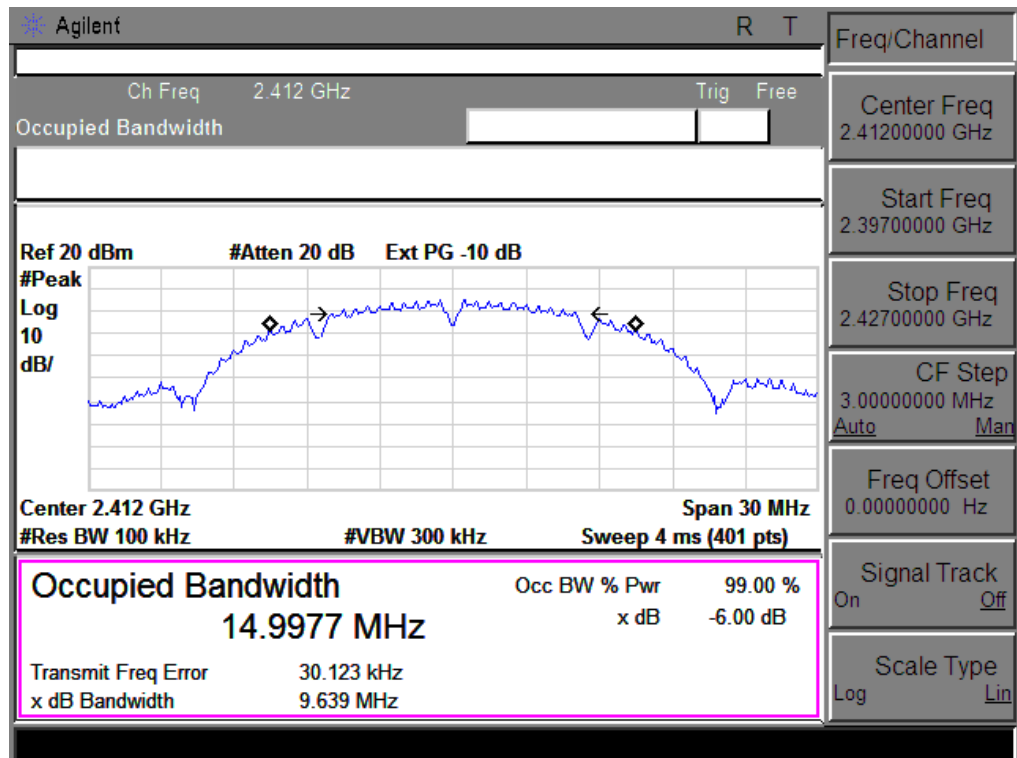 Agilent R T
Ch Freq 2.412 GHz Trig Free
Occupied Bandwidth
Ref 20 dBm #Atten 20 dB Ext PG -10 dB
#Peak
Log
10
dB/
Center 2.412 GHz Span 30 MHz
#Res BW 100 kHz #VBW 300 kHz Sweep 4 ms (401 pts)
Occupied Bandwidth Occ BW % Pwr 99.00 %
14.9977 MHz x dB -6.00 dB
Transmit Freq Error 30.123 kHz
x dB Bandwidth 9.639 MHz
Freq/Channel
Center Freq
2.41200000 GHz
Start Freq
2.39700000 GHz
Stop Freq
2.42700000 GHz
CF Step
3.00000000 MHz
Auto Man
Freq Offset
0.00000000 Hz
Signal Track
On Off
Scale Type
Log Lin